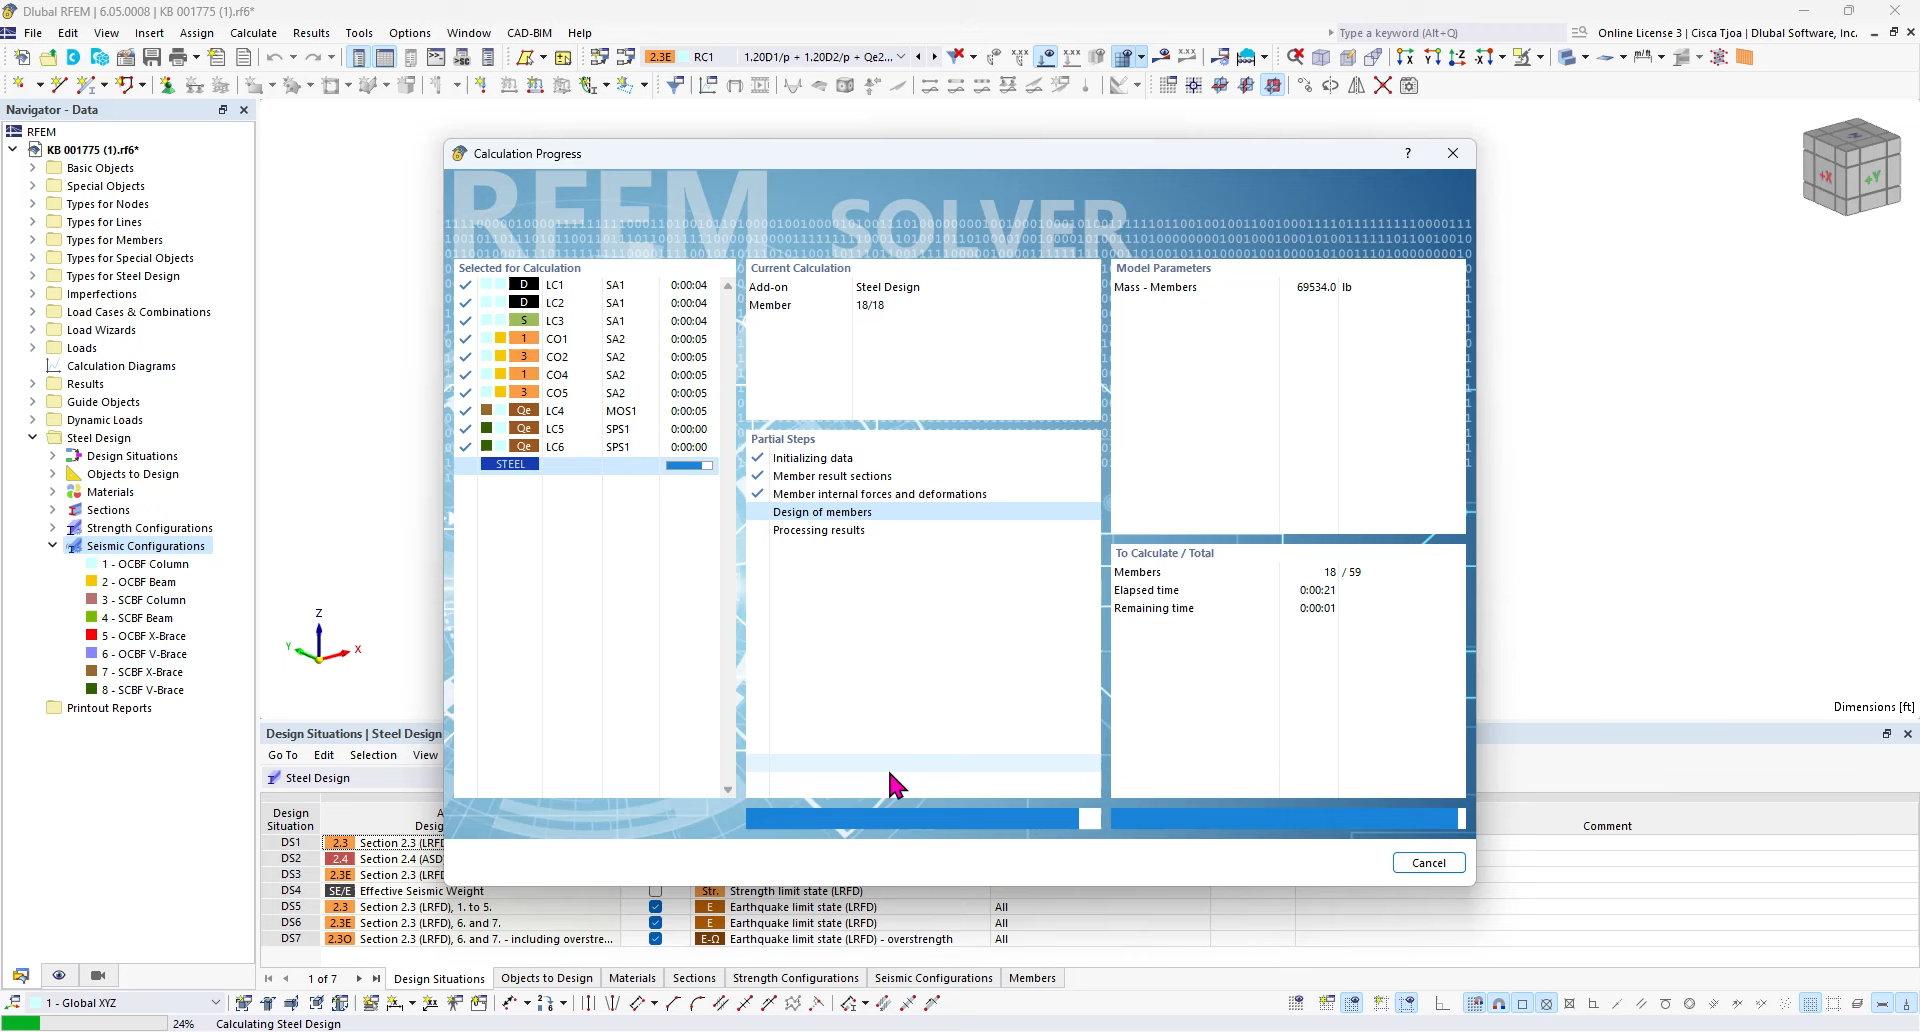 Dlubal RFEM | 6.05.0008 | KB 001775 (1).rf6*
File Edit View Insert Assign Calculate Results Tools Options Window CAD-BIM Help
Type a keyword (Alt+Q)
Online License 3 | Cisca Tjoa | Dlubal Software, Inc.
2.3E RC1 1.20D1/p + 1.20D2/p + Qe2...
Navigator - Data
RFEM
KB 001775 (1).rf6*
Basic Objects
Special Objects
Types for Nodes
Types for Lines
Types for Members
Types for Special Objects
Types for Steel Design
Imperfections
Load Cases & Combinations
Load Wizards
Loads
Calculation Diagrams
Results
Guide Objects
Dynamic Loads
Steel Design
Design Situations
Objects to Design
Materials
Sections
Strength Configurations
Seismic Configurations
1 - OCBF Column
2 - OCBF Beam
3 - SCBF Column
4 - SCBF Beam
5 - OCBF X-Brace
6 - OCBF V-Brace
7 - SCBF X-Brace
8 - SCBF V-Brace
Printout Reports
Calculation Progress
RFEM SOLVER
Selected for Calculation
D LC1 SA1 0:00:04
D LC2 SA1 0:00:04
S LC3 SA1 0:00:04
1 CO1 SA2 0:00:05
3 CO2 SA2 0:00:05
1 CO4 SA2 0:00:05
3 CO5 SA2 0:00:05
Qe LC4 MOS1 0:00:05
Qe LC5 SPS1 0:00:00
Qe LC6 SPS1 0:00:00
STEEL
Current Calculation
Add-on Steel Design
Member 18/18
Partial Steps
Initializing data
Member result sections
Member internal forces and deformations
Design of members
Processing results
Model Parameters
Mass - Members 69534.0 lb
To Calculate / Total
Members 18 / 59
Elapsed time 0:00:21
Remaining time 0:00:01
Cancel
+X +Y Z
Z
Y X
Dimensions [ft]
Design Situations | Steel Design
Go To Edit Selection View
Steel Design
Design
Situation
Comment
DS1 2.3 Section 2.3 (LRFD
DS2 2.4 Section 2.4 (ASD
DS3 2.3E Section 2.3 (LRFD
DS4 SE/E Effective Seismic Weight Str. Strength limit state (LRFD)
DS5 2.3 Section 2.3 (LRFD), 1. to 5. E Earthquake limit state (LRFD) All
DS6 2.3E Section 2.3 (LRFD), 6. and 7. E Earthquake limit state (LRFD) All
DS7 2.3O Section 2.3 (LRFD), 6. and 7. - including overstre... E-Ω Earthquake limit state (LRFD) - overstrength All
1 of 7 Design Situations Objects to Design Materials Sections Strength Configurations Seismic Configurations Members
1 - Global XYZ
24% Calculating Steel Design